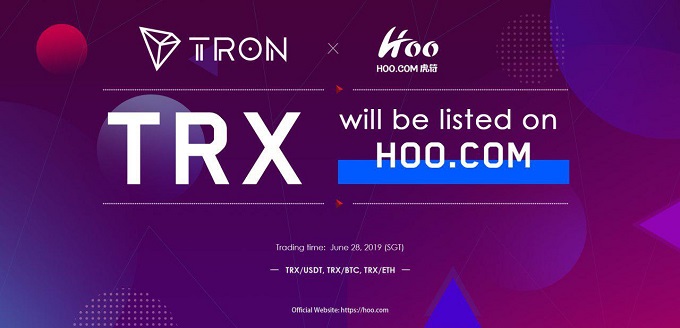 TRON
Hoo
HOO.COM 虎符
TRX
will be listed on
HOO.COM
Trading time: June 28, 2019 (SGT)
— TRX/USDT, TRX/BTC, TRX/ETH —
Official Website: https://hoo.com